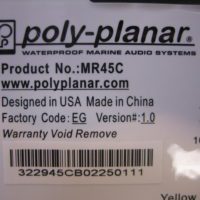 poly-planar.
WATERPROOF MARINE AUDIO SYSTEMS
Product No.:MR45C
www.polyplanar.com
Designed in USA Made in China
Factory Code: EG Version#:1.0
Warranty Void Remove
322945CB02250111
Yellow